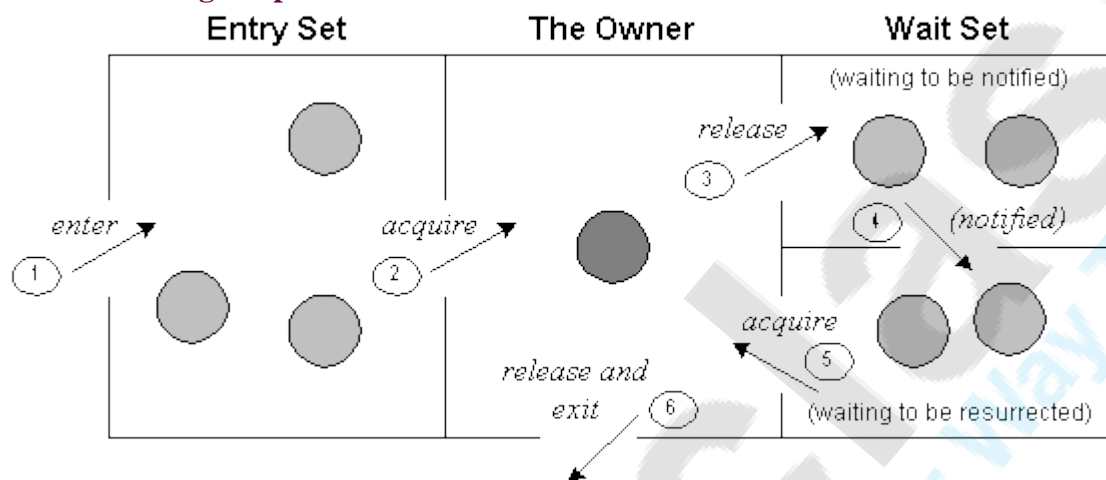 Entry Set
The Owner
Wait Set
(waiting to be notified)
release
3
enter
1
acquire
2
4
(notified)
acquire
5
release and
exit
6
(waiting to be resurrected)